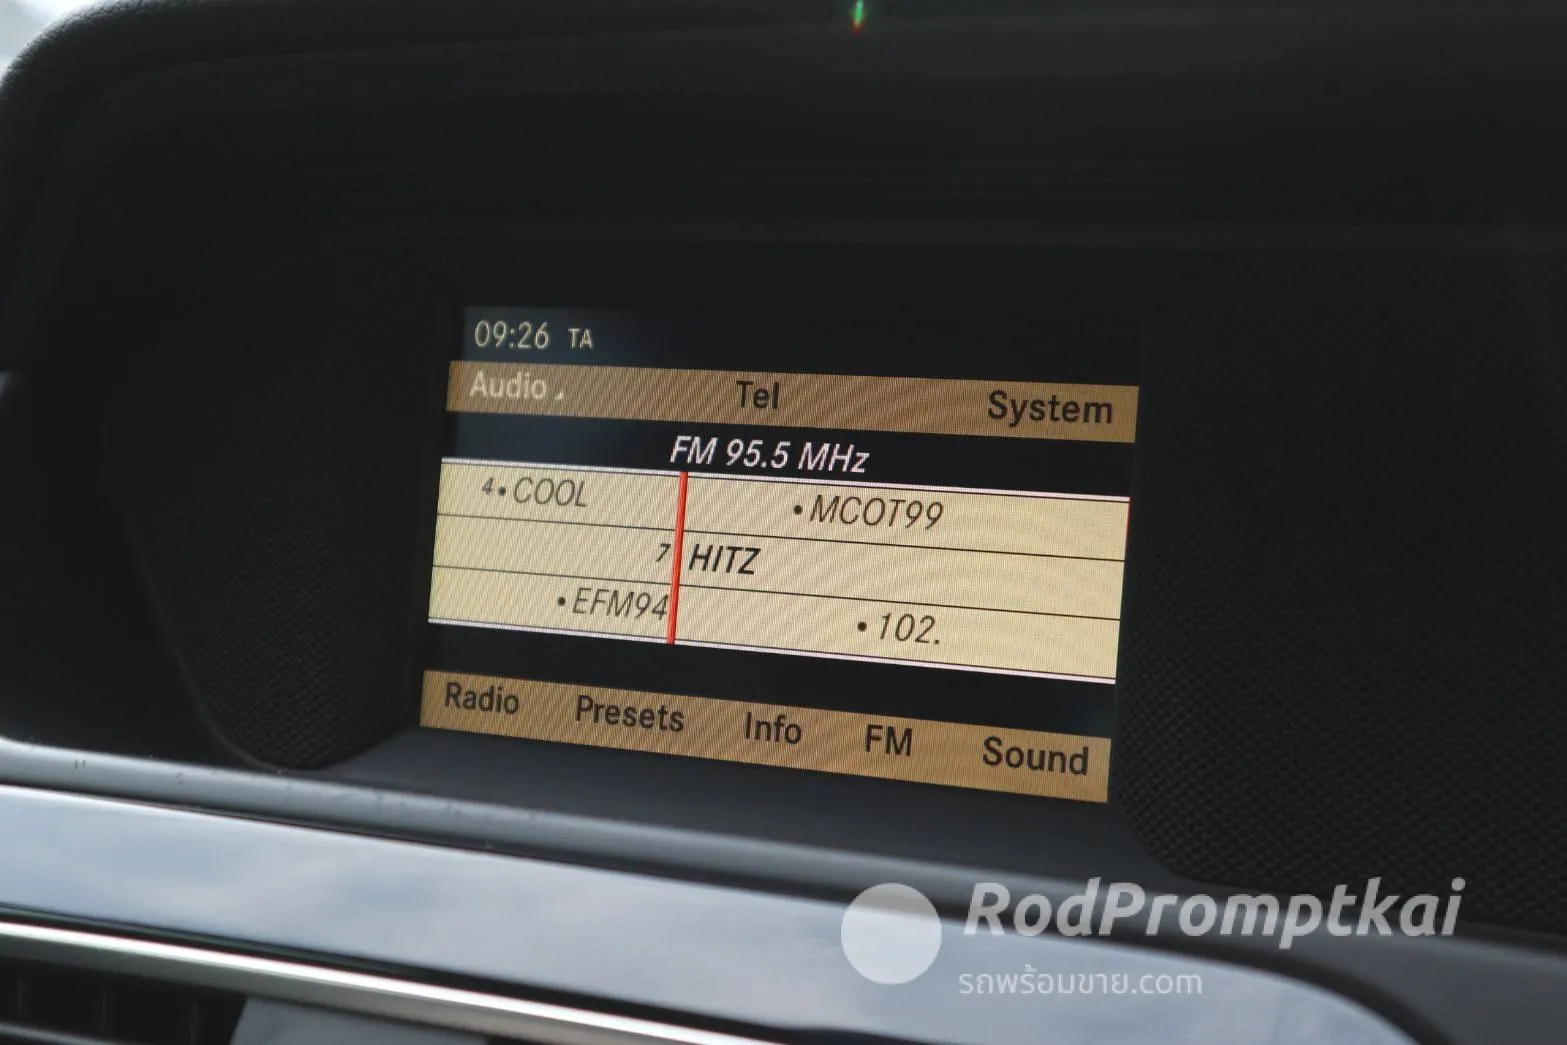 09:26 TA
Audio Tel System
FM 95.5 MHz
4•COOL •MCOT99
7 HITZ
•EFM94 •102.
Radio Presets Info FM Sound
RodPromptkai
รถพร้อมขาย.com